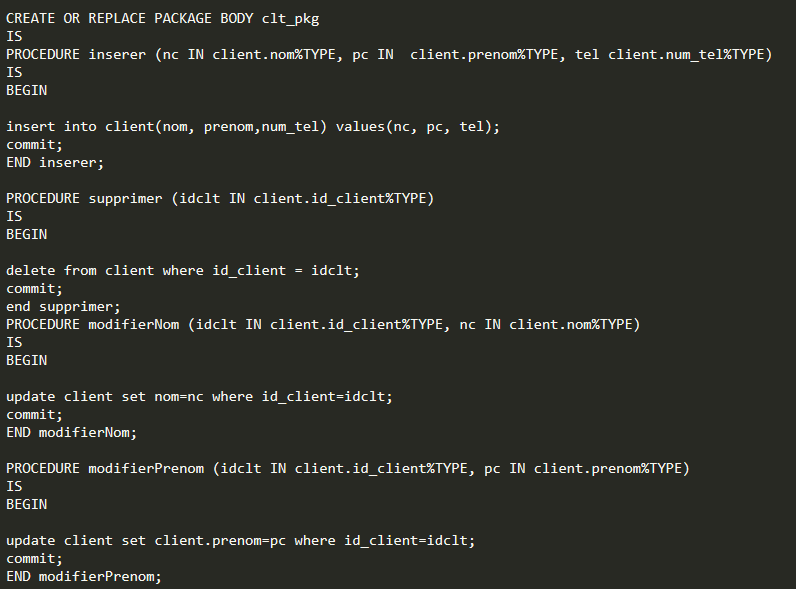 CREATE OR REPLACE PACKAGE BODY clt_pkg
IS
PROCEDURE inserer (nc IN client.nom%TYPE, pc IN  client.prenom%TYPE, tel client.num_tel%TYPE)
IS
BEGIN
insert into client(nom, prenom,num_tel) values(nc, pc, tel);
commit;
END inserer;
PROCEDURE supprimer (idclt IN client.id_client%TYPE)
IS
BEGIN
delete from client where id_client = idclt;
commit;
end supprimer;
PROCEDURE modifierNom (idclt IN client.id_client%TYPE, nc IN client.nom%TYPE)
IS
BEGIN
update client set nom=nc where id_client=idclt;
commit;
END modifierNom;
PROCEDURE modifierPrenom (idclt IN client.id_client%TYPE, pc IN client.prenom%TYPE)
IS
BEGIN
update client set client.prenom=pc where id_client=idclt;
commit;
END modifierPrenom;